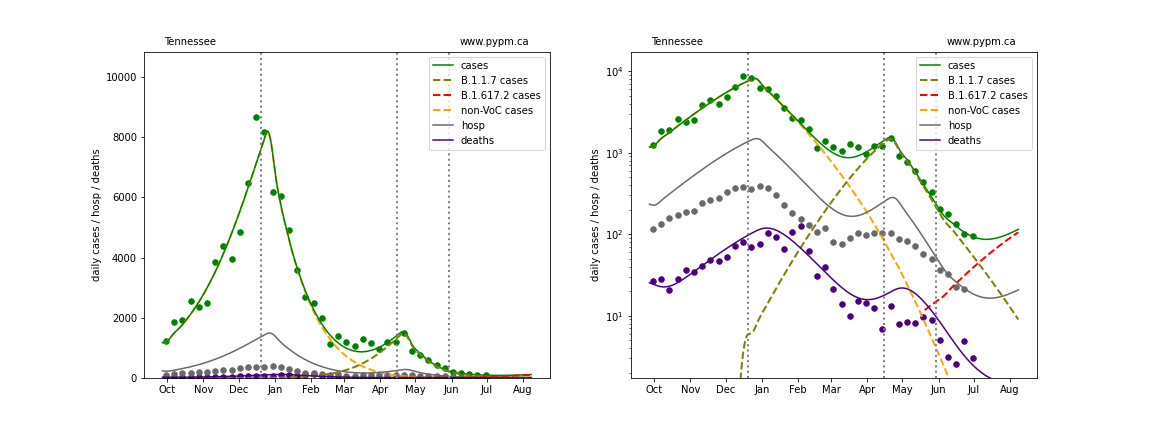 Tennessee www.pypm.ca
cases
B.1.1.7 cases
B.1.617.2 cases
non-VoC cases
hosp
deaths
daily cases / hosp / deaths
10000
8000
6000
4000
2000
0
Oct Nov Dec Jan Feb Mar Apr May Jun Jul Aug
Tennessee www.pypm.ca
cases
B.1.1.7 cases
B.1.617.2 cases
non-VoC cases
hosp
deaths
daily cases / hosp / deaths
10⁴
10³
10²
10¹
Oct Nov Dec Jan Feb Mar Apr May Jun Jul Aug